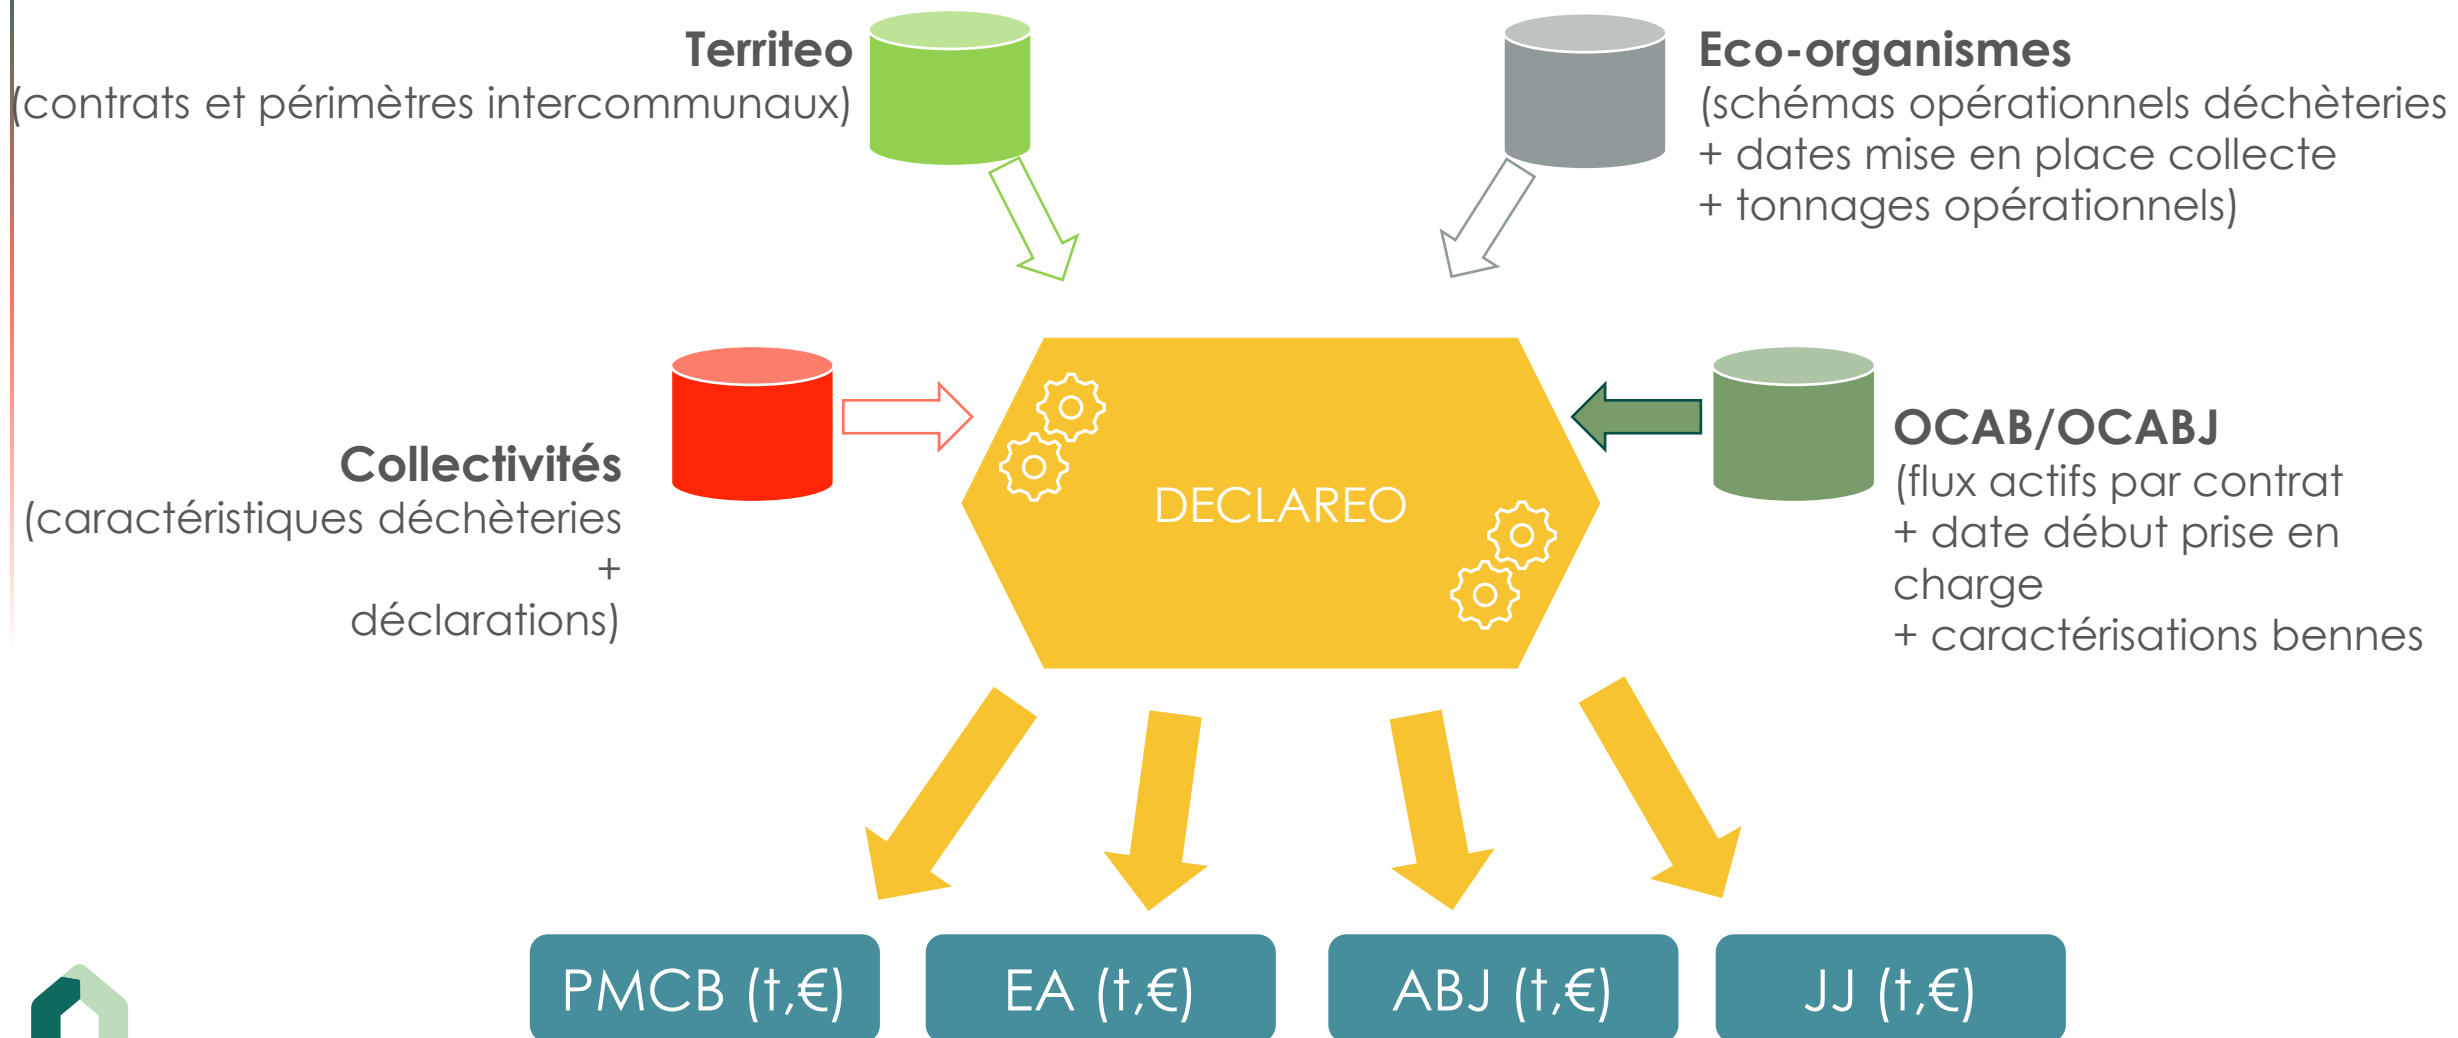 Territeo
(contrats et périmètres intercommunaux)
Eco-organismes
(schémas opérationnels déchèteries
+ dates mise en place collecte
+ tonnages opérationnels)
Collectivités
(caractéristiques déchèteries
+
déclarations)
DECLAREO
OCAB/OCABJ
(flux actifs par contrat
+ date début prise en
charge
+ caractérisations bennes
PMCB (t,€)
EA (t,€)
ABJ (t,€)
JJ (t,€)